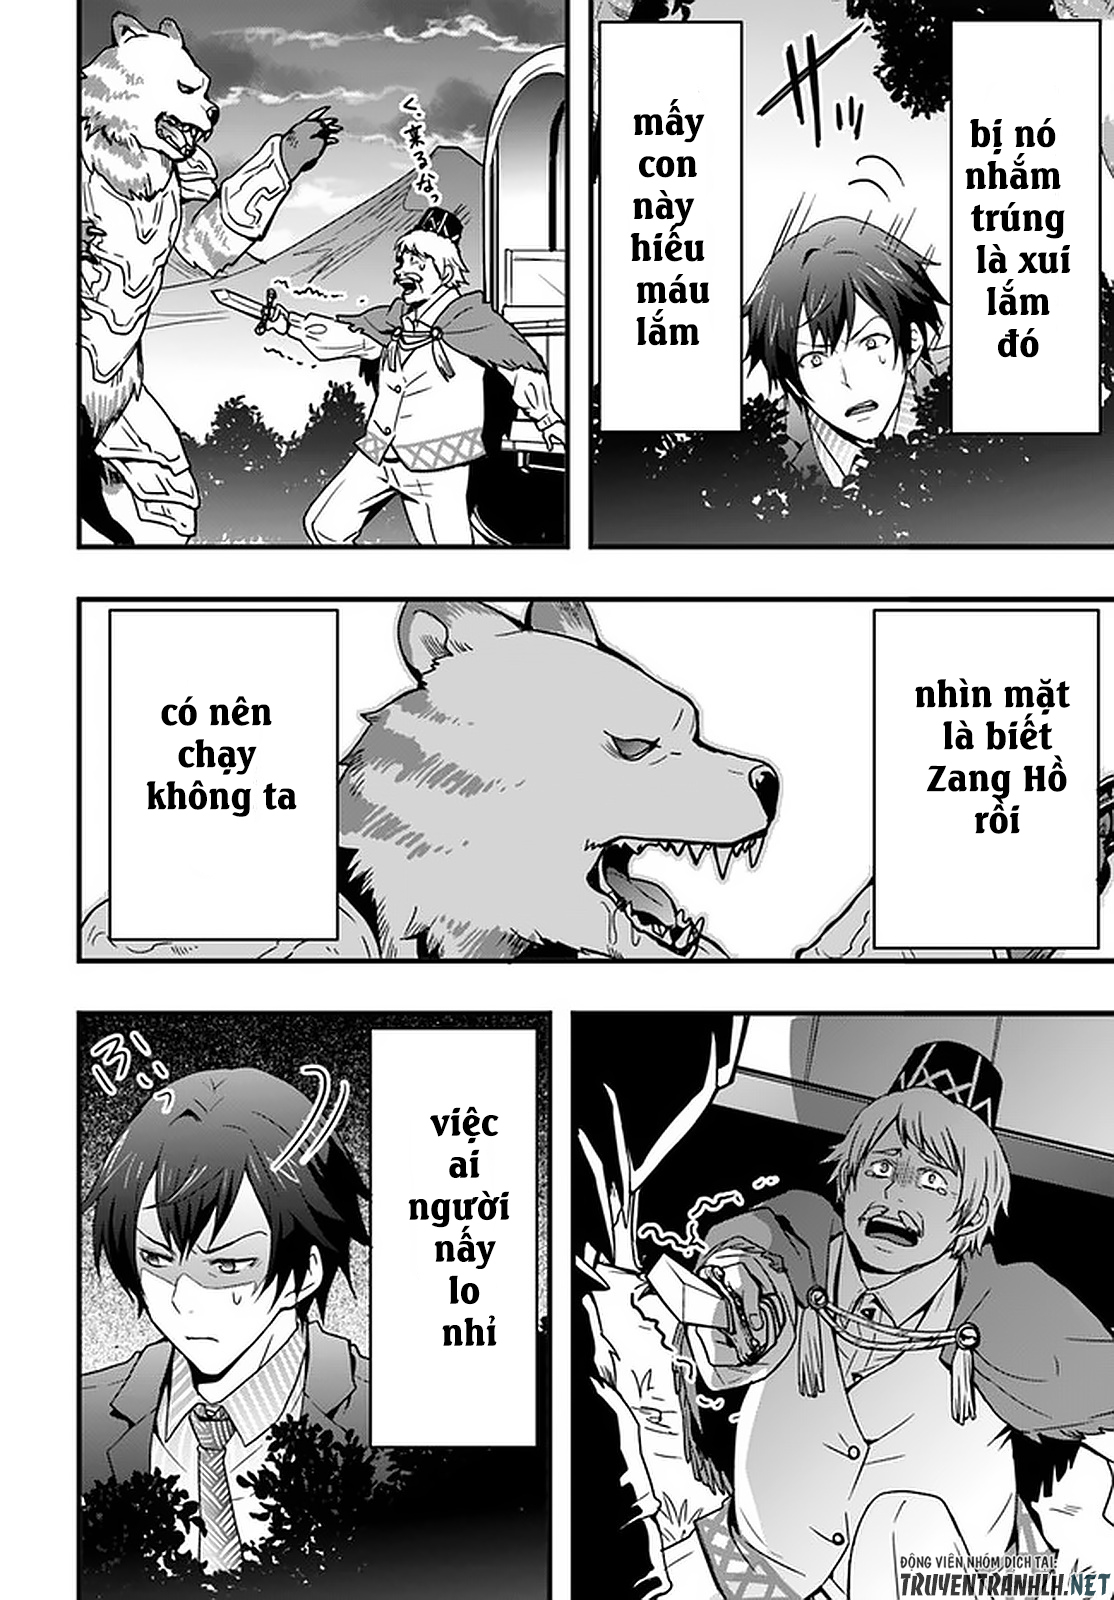 bị nó
nhắm
trúng
là xui
lắm
đó
mấy
con
này
hiếu
máu
lắm
く、来るなっ
nhìn mặt
là biết
Zang Hồ
rồi
có nên
chạy
không ta
việc
ai
người
nấy
lo
nhỉ
ĐỘNG VIÊN NHÓM DỊCH TẠI:
TRUYENTRANHLH.NET